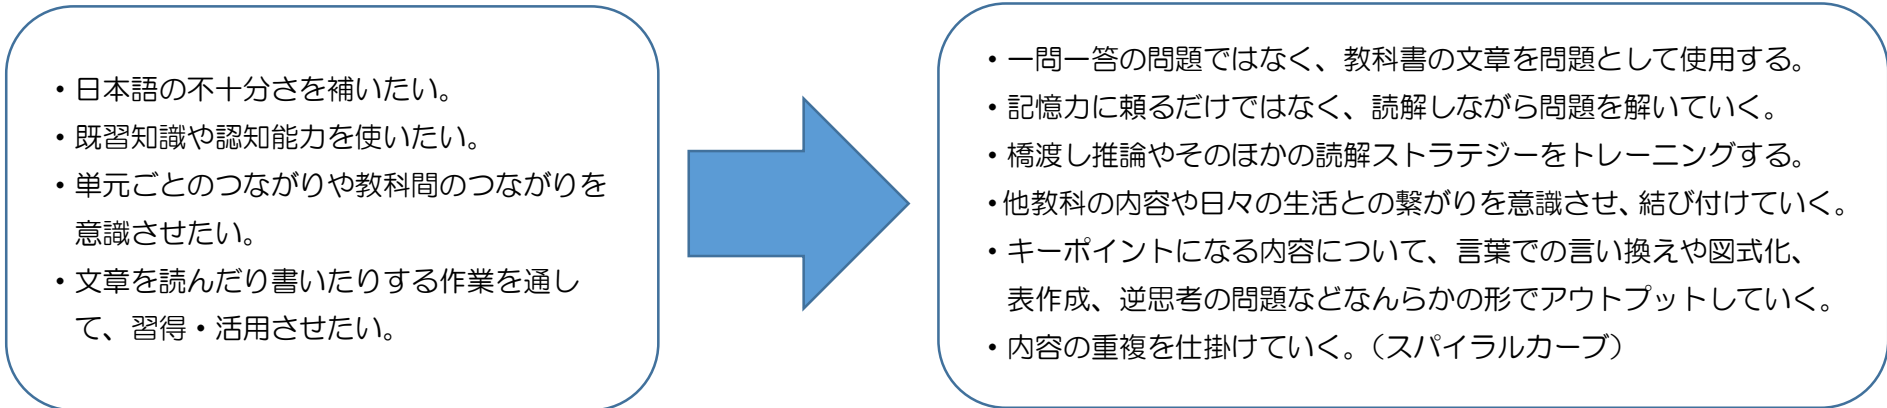 ・日本語の不十分さを補いたい。
・既習知識や認知能力を使いたい。
・単元ごとのつながりや教科間のつながりを
意識させたい。
・文章を読んだり書いたりする作業を通し
て、習得・活用させたい。
・一問一答の問題ではなく、教科書の文章を問題として使用する。
・記憶力に頼るだけではなく、読解しながら問題を解いていく。
・橋渡し推論やそのほかの読解ストラテジーをトレーニングする。
・他教科の内容や日々の生活との繋がりを意識させ、結び付けていく。
・キーポイントになる内容について、言葉での言い換えや図式化、
表作成、逆思考の問題などなんらかの形でアウトプットしていく。
・内容の重複を仕掛けていく。（スパイラルカーブ）